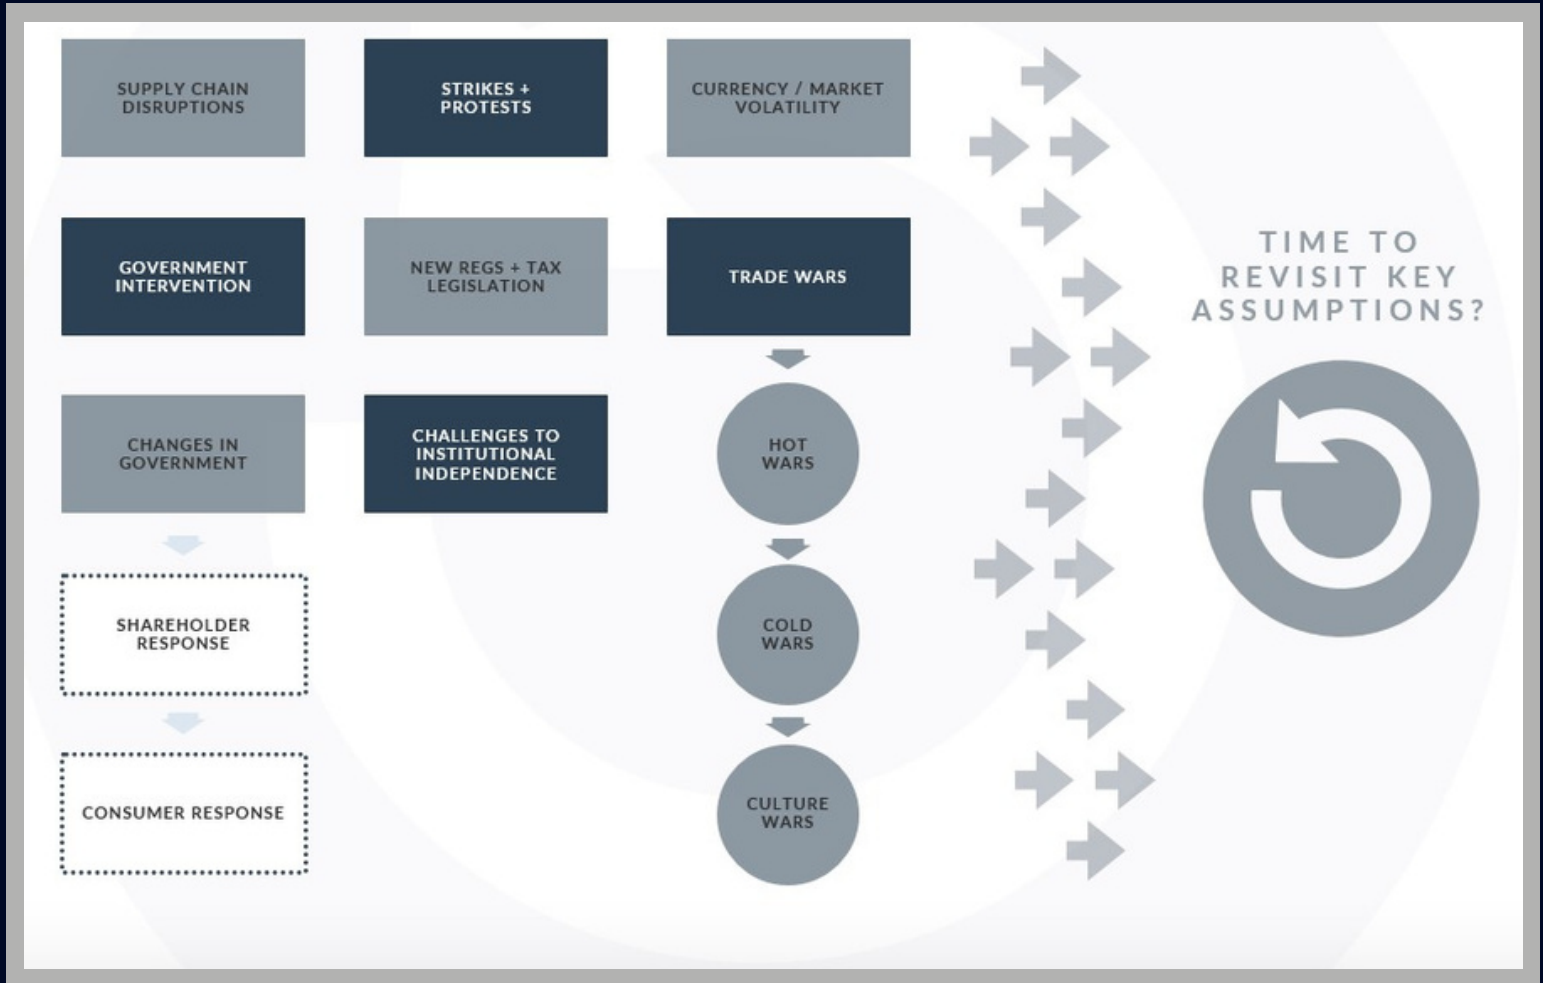 SUPPLY CHAIN
DISRUPTIONS
STRIKES +
PROTESTS
CURRENCY / MARKET
VOLATILITY
GOVERNMENT
INTERVENTION
NEW REGS + TAX
LEGISLATION
TRADE WARS
CHANGES IN
GOVERNMENT
CHALLENGES TO
INSTITUTIONAL
INDEPENDENCE
HOT
WARS
SHAREHOLDER
RESPONSE
COLD
WARS
CONSUMER RESPONSE
CULTURE
WARS
TIME TO
REVISIT KEY
ASSUMPTIONS?